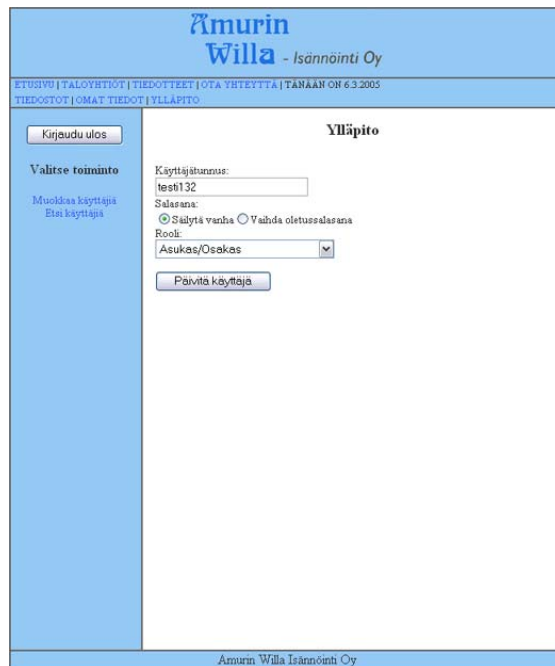 Amurin
Willa - Isännöinti Oy
ETUSIVU | TALOYHTIÖT | TIEDOTTEET | OTA YHTEYTTÄ | TÄNÄÄN ON 6.3.2005
TIEDOSTOT | OMAT TIEDOT | YLLÄPITO
Kirjaudu ulos
Valitse toiminto
Muokkaa käyttäjiä
Etsi käyttäjiä
Ylläpito
Käyttäjätunnus:
testi132
Salasana:
Säilytä vanha Vaihda oletussalasana
Rooli:
Asukas/Osakas
Päivitä käyttäjä
Amurin Willa Isännöinti Oy